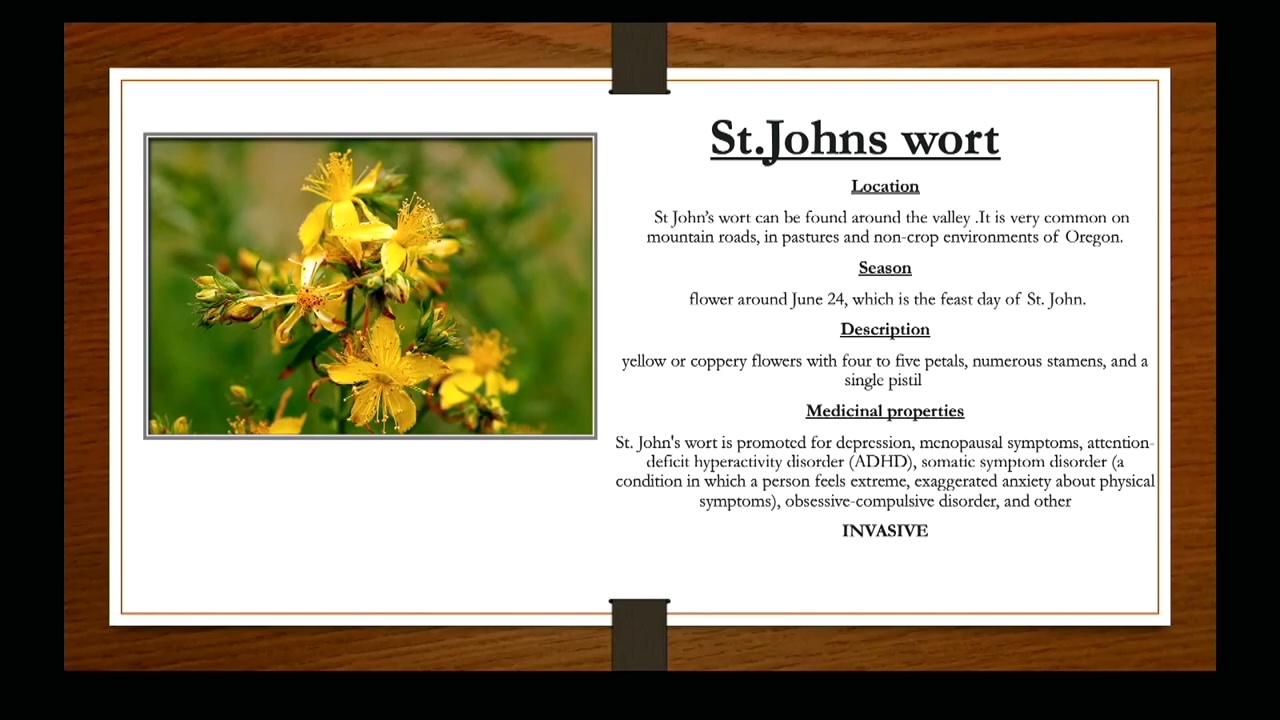 St.Johns wort
Location
St John’s wort can be found around the valley .It is very common on
mountain roads, in pastures and non-crop environments of Oregon.
Season
flower around June 24, which is the feast day of St. John.
Description
yellow or coppery flowers with four to five petals, numerous stamens, and a
single pistil
Medicinal properties
St. John's wort is promoted for depression, menopausal symptoms, attention-
deficit hyperactivity disorder (ADHD), somatic symptom disorder (a
condition in which a person feels extreme, exaggerated anxiety about physical
symptoms), obsessive-compulsive disorder, and other
INVASIVE